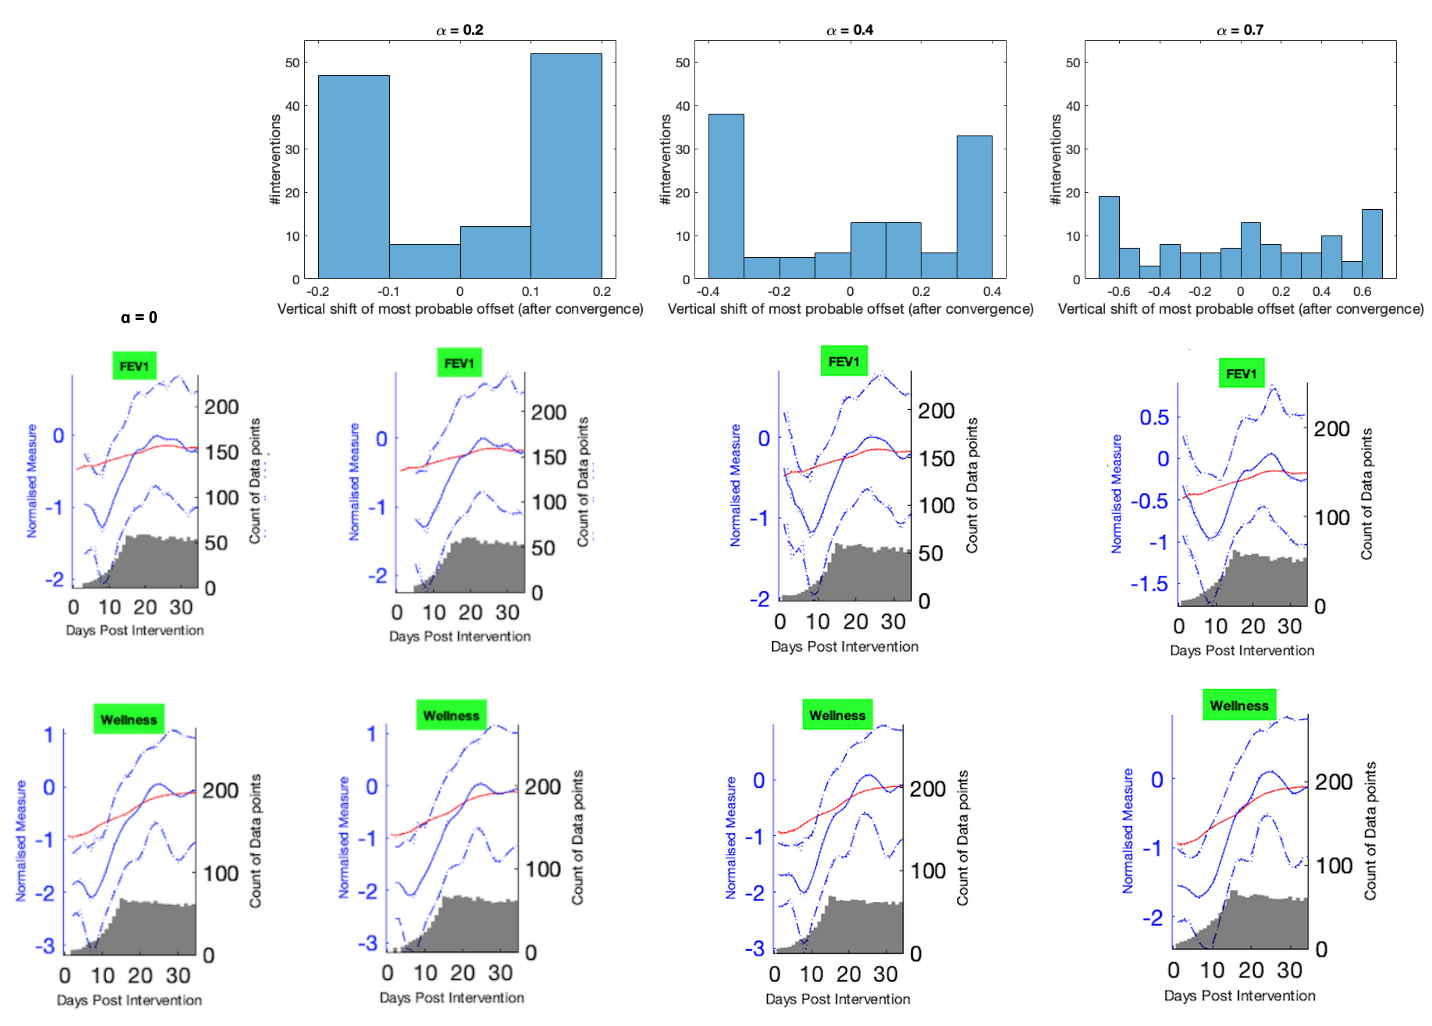 α = 0.2
50
40
30
20
10
0
#interventions
-0.2 -0.1 0 0.1 0.2
Vertical shift of most probable offset (after convergence)
α = 0.4
50
40
30
20
10
0
#interventions
-0.4 -0.2 0 0.2 0.4
Vertical shift of most probable offset (after convergence)
α = 0.7
50
40
30
20
10
0
#interventions
-0.6 -0.4 -0.2 0 0.2 0.4 0.6
Vertical shift of most probable offset (after convergence)
α = 0
FEV1
Normalised Measure
0
-1
-2
200
150
100
50
0
Count of Data points
0 10 20 30
Days Post Intervention
FEV1
Normalised Measure
0
-1
-2
200
150
100
50
0
Count of Data points
0 10 20 30
Days Post Intervention
FEV1
Normalised Measure
0
-1
-2
200
150
100
50
0
Count of Data points
0 10 20 30
Days Post Intervention
FEV1
Normalised Measure
0.5
0
-0.5
-1
-1.5
200
100
0
Count of Data points
0 10 20 30
Days Post Intervention
Wellness
Normalised Measure
1
0
-1
-2
-3
200
100
0
Count of Data points
0 10 20 30
Days Post Intervention
Wellness
Normalised Measure
1
0
-1
-2
-3
200
100
0
Count of Data points
0 10 20 30
Days Post Intervention
Wellness
Normalised Measure
0
-1
-2
-3
200
100
0
Count of Data points
0 10 20 30
Days Post Intervention
Wellness
Normalised Measure
0
-1
-2
200
100
0
Count of Data points
0 10 20 30
Days Post Intervention